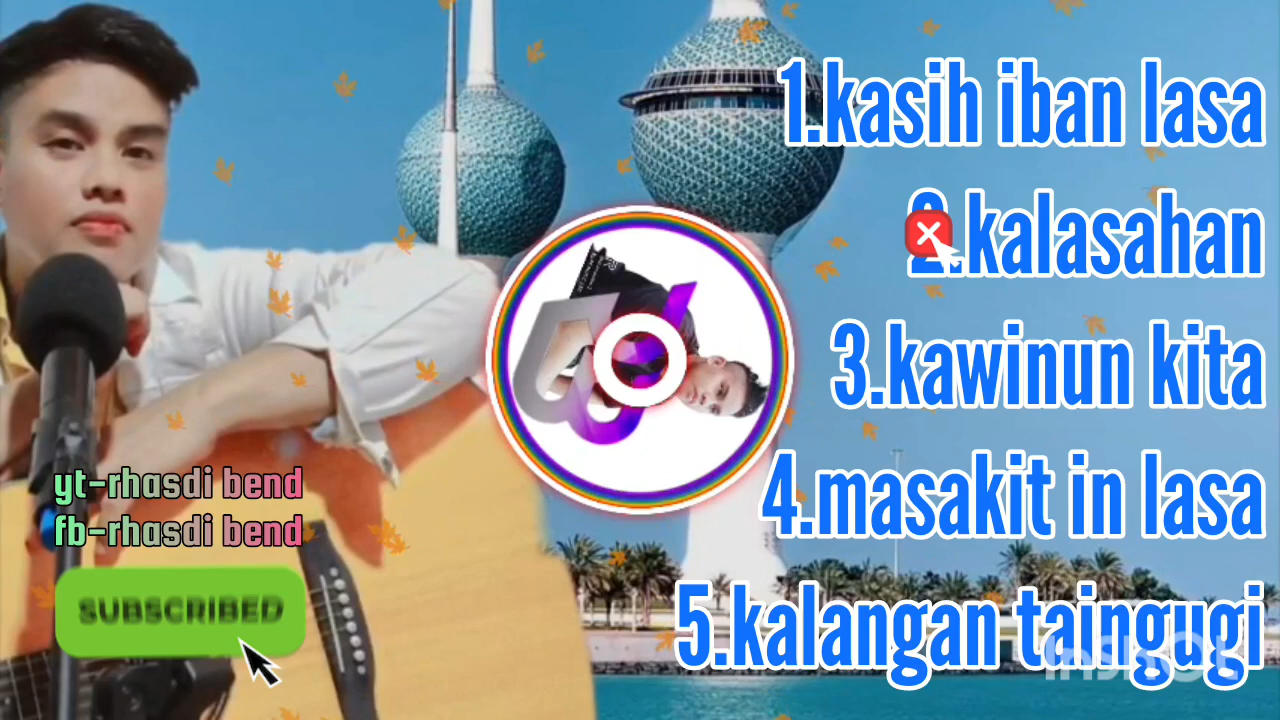 1.kasih iban lasa
2.kalasahan
3.kawinun kita
4.masakit in lasa
5.kalangan taingugi
yt-rhasdi bend
fb-rhasdi bend
SUBSCRIBED
InShOt